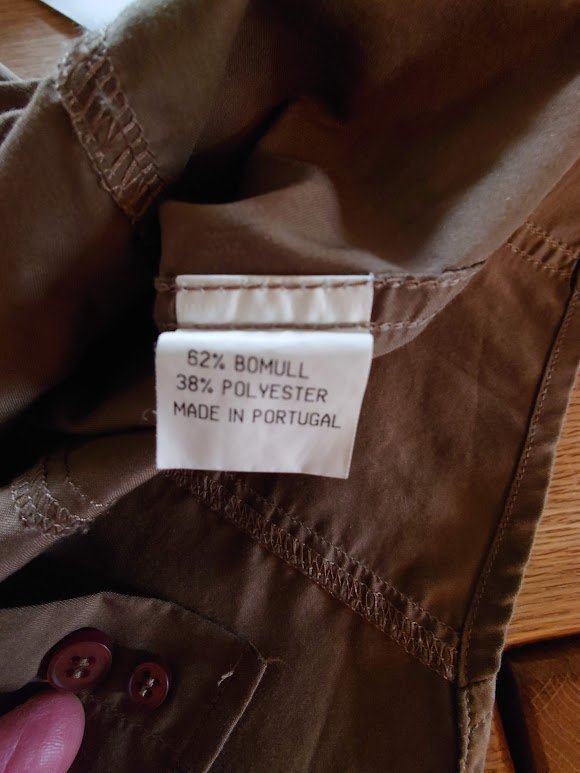 62% BOMULL
38% POLYESTER
MADE IN PORTUGAL